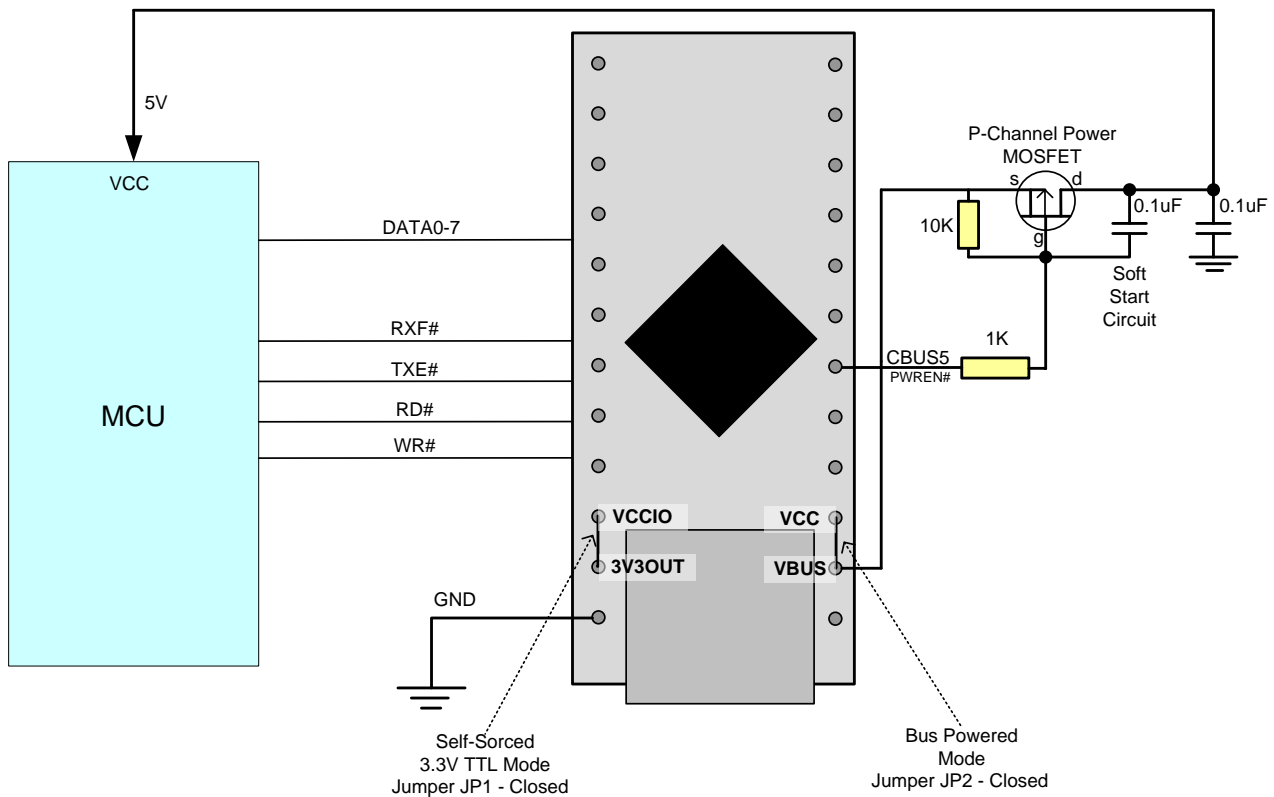 5V
VCC
P-Channel Power
MOSFET
s
d
g
10K
0.1uF
0.1uF
Soft
Start
Circuit
DATA0-7
RXF#
TXE#
RD#
WR#
MCU
1K
CBUS5
PWREN#
VCCIO
VCC
3V3OUT
VBUS
GND
Self-Sorced
3.3V TTL Mode
Jumper JP1 - Closed
Bus Powered
Mode
Jumper JP2 - Closed